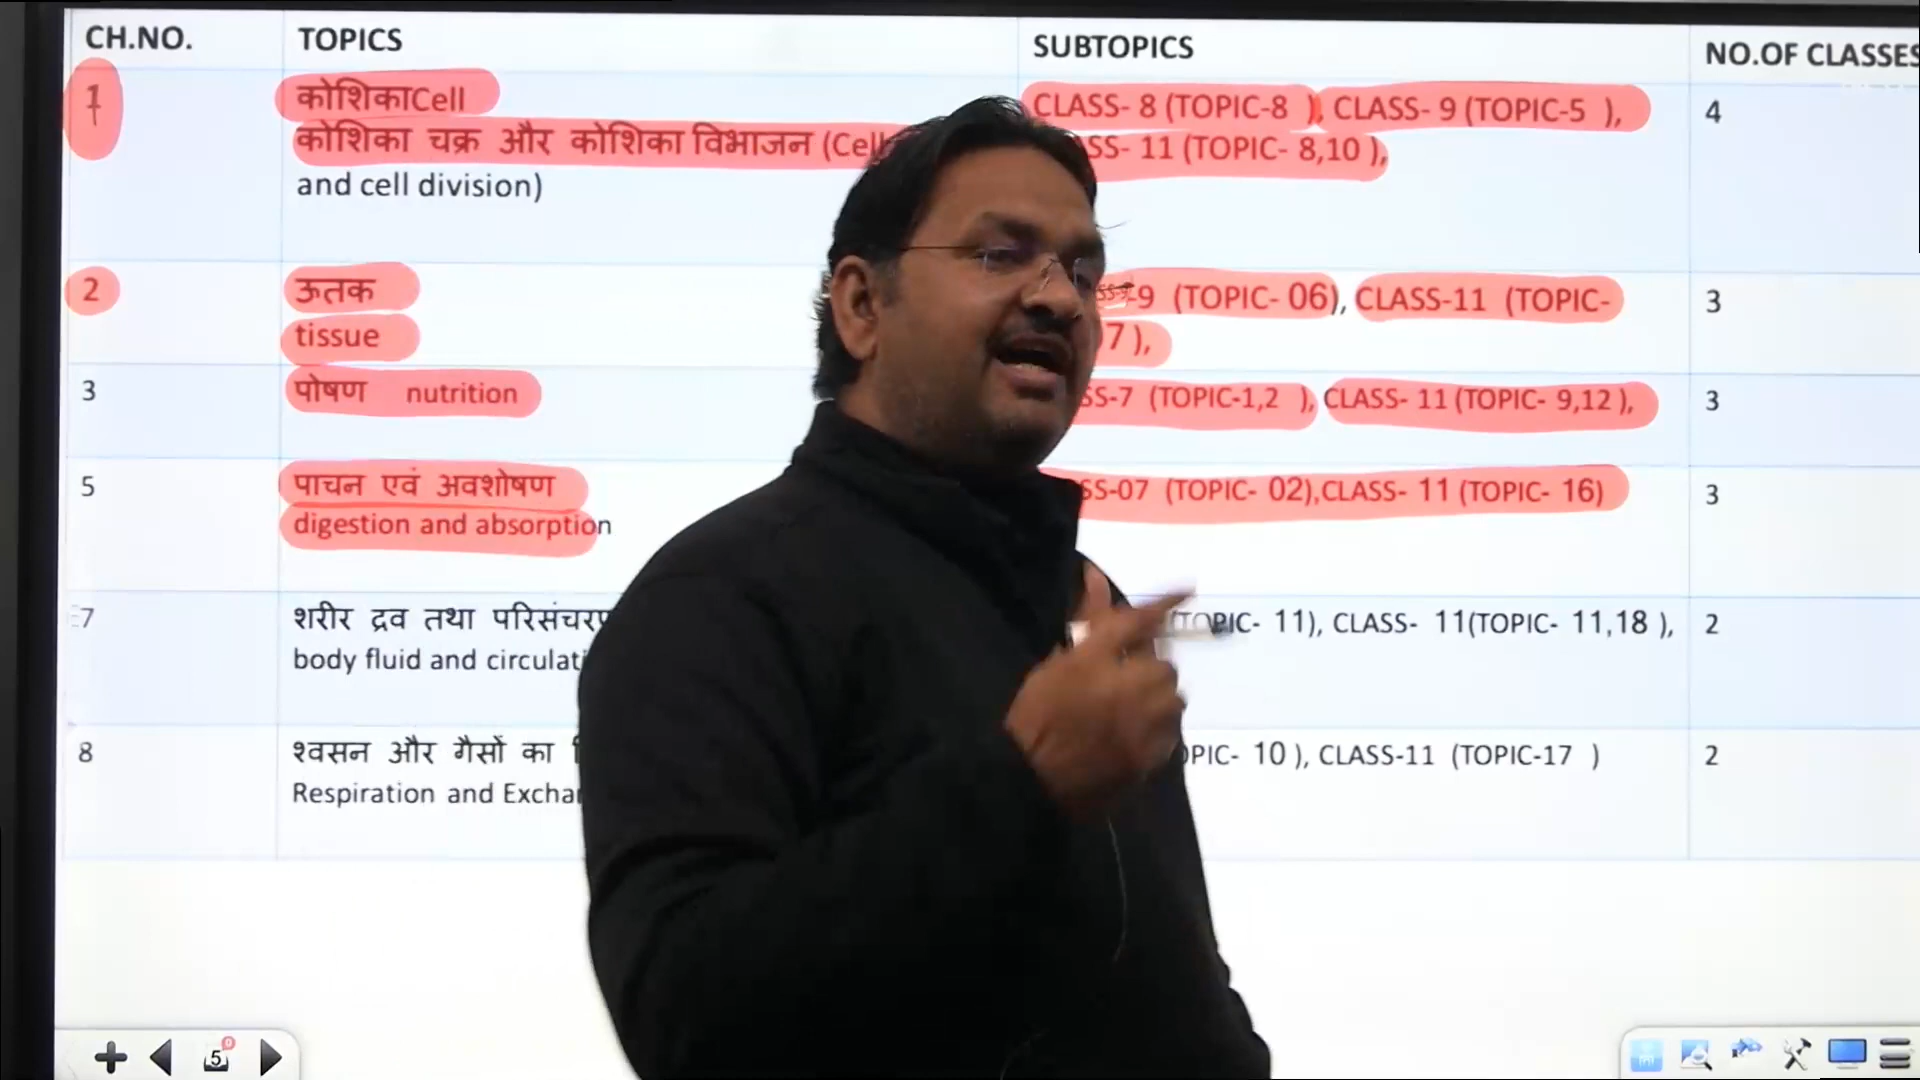 CH.NO. TOPICS SUBTOPICS NO.OF CLASSES
1 कोशिकाCell CLASS- 8 (TOPIC-8 ), CLASS- 9 (TOPIC-5 ), 4
कोशिका चक्र और कोशिका विभाजन (Cell SS- 11 (TOPIC- 8,10 ),
and cell division)
2 ऊतक 9 (TOPIC- 06), CLASS-11 (TOPIC- 3
tissue 7 ),
3 पोषण nutrition SS-7 (TOPIC-1,2 ), CLASS- 11 (TOPIC- 9,12 ), 3
5 पाचन एवं अवशोषण SS-07 (TOPIC- 02),CLASS- 11 (TOPIC- 16) 3
digestion and absorption
7 शरीर द्रव तथा (TOPIC- 11), CLASS- 11(TOPIC- 11,18 ), 2
body fluid and
8 श्वसन और गैसों का PIC- 10 ), CLASS-11 (TOPIC-17 ) 2
Respiration and
5
0